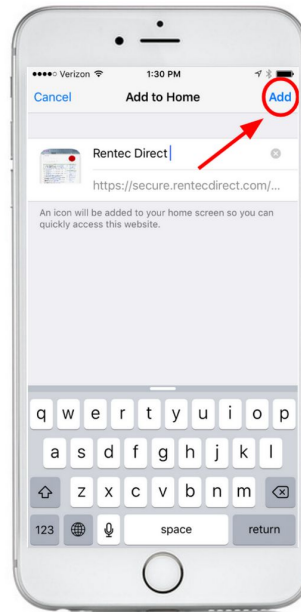 Verizon 1:30 PM
Cancel Add to Home Add
Rentec Direct
https://secure.rentecdirect.com/...
An icon will be added to your home screen so you can
quickly access this website.
q w e r t y u i o p
a s d f g h j k l
z x c v b n m
123 space return